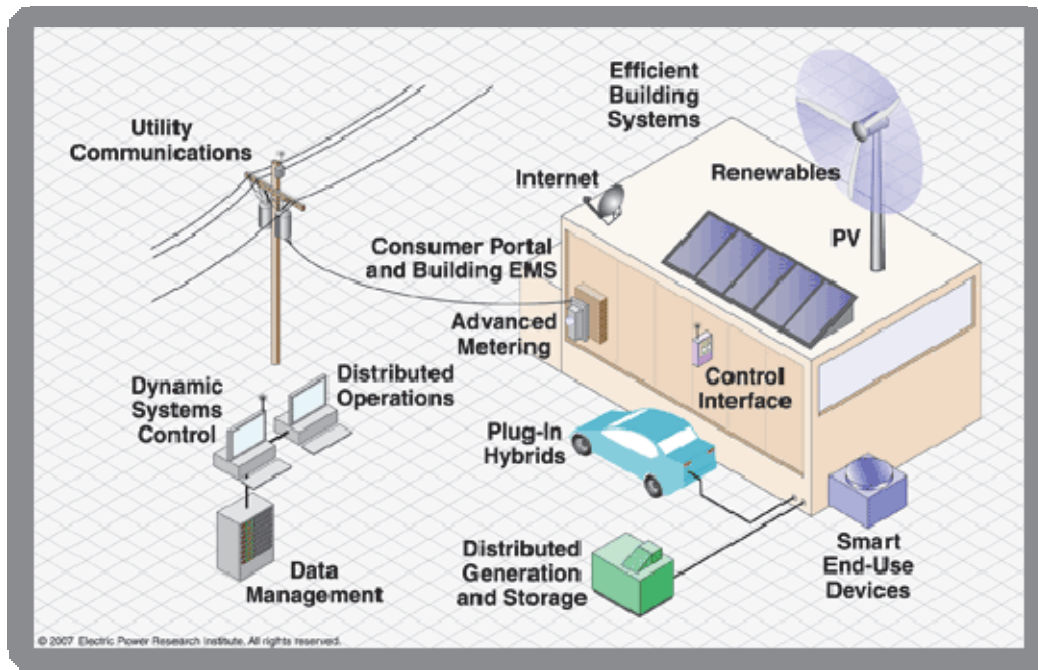 Efficient
Building
Systems
Utility
Communications
Internet
Renewables
PV
Consumer Portal
and Building EMS
Advanced
Metering
Control
Interface
Dynamic
Systems
Control
Distributed
Operations
Plug-In
Hybrids
Data
Management
Distributed
Generation
and Storage
Smart
End-Use
Devices
© 2007 Electric Power Research Institute. All rights reserved.